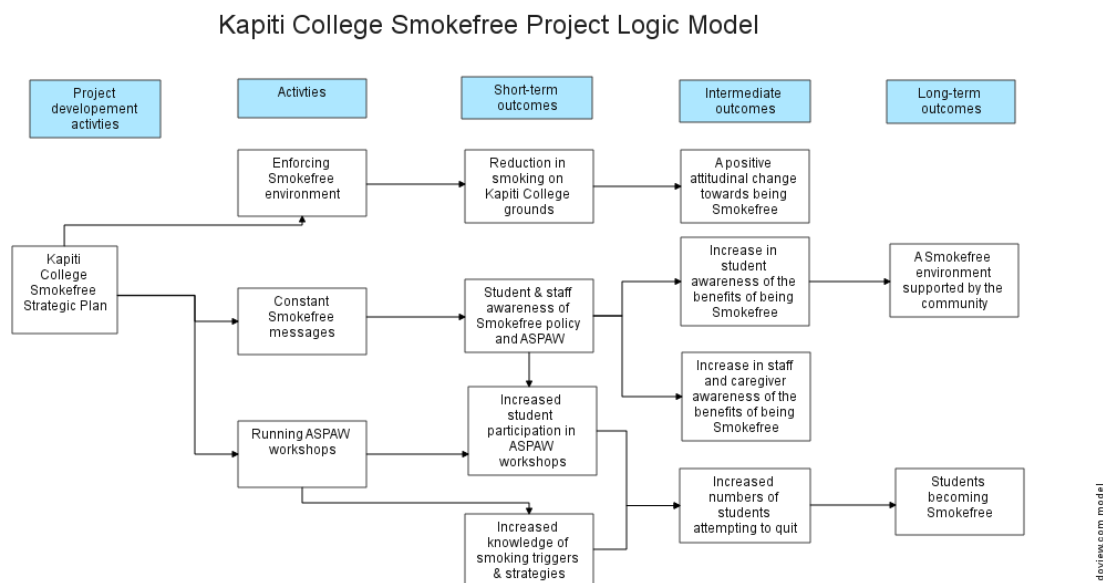 Kapiti College Smokefree Project Logic Model
Project
developement
activties
Activties
Short-term
outcomes
Intermediate
outcomes
Long-term
outcomes
Enforcing
Smokefree
environment
Reduction in
smoking on
Kapiti College
grounds
A positive
attitudinal change
towards being
Smokefree
Kapiti
College
Smokefree
Strategic Plan
Constant
Smokefree
messages
Student & staff
awareness of
Smokefree policy
and ASPAW
Increase in
student
awareness of the
benefits of being
Smokefree
A Smokefree
environment
supported by the
community
Increase in staff
and caregiver
awareness of the
benefits of being
Smokefree
Running ASPAW
workshops
Increased
student
participation in
ASPAW
workshops
Increased
knowledge of
smoking triggers
& strategies
Increased
numbers of
students
attempting to quit
Students
becoming
Smokefree
doview.com model